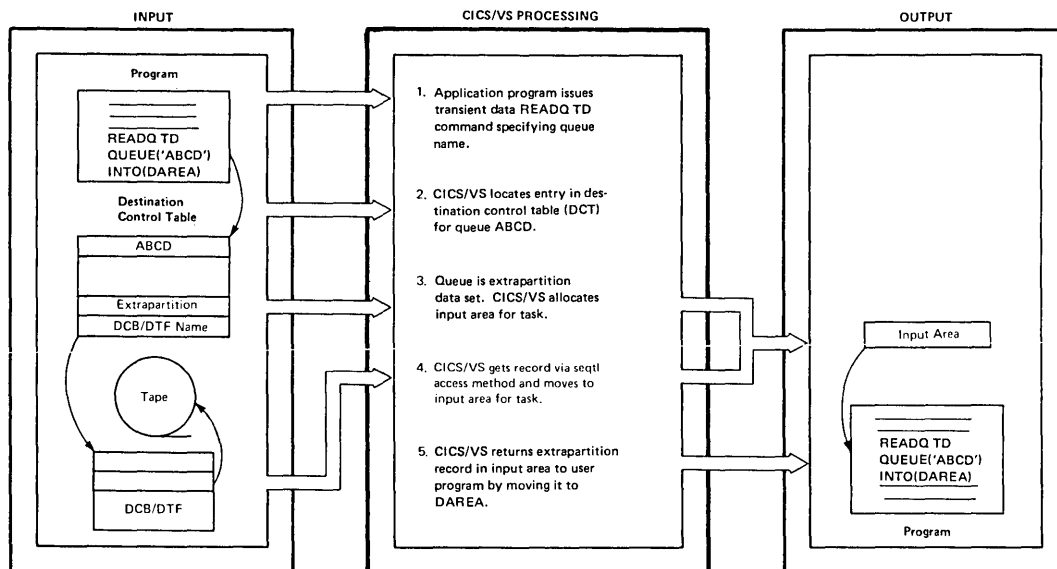 INPUT
Program
READQ TD
QUEUE('ABCD')
INTO(DAREA)
Destination
Control Table
ABCD
Extrapartition
DCB/DTF Name
Tape
DCB/DTF
CICS/VS PROCESSING
1. Application program issues
transient data READQ TD
command specifying queue
name.
2. CICS/VS locates entry in des-
tination control table (DCT)
for queue ABCD.
3. Queue is extrapartition
data set. CICS/VS allocates
input area for task.
4. CICS/VS gets record via seqtl
access method and moves to
input area for task.
5. CICS/VS returns extrapartition
record in input area to user
program by moving it to
DAREA.
OUTPUT
Input Area
READQ TD
QUEUE('ABCD')
INTO(DAREA)
Program